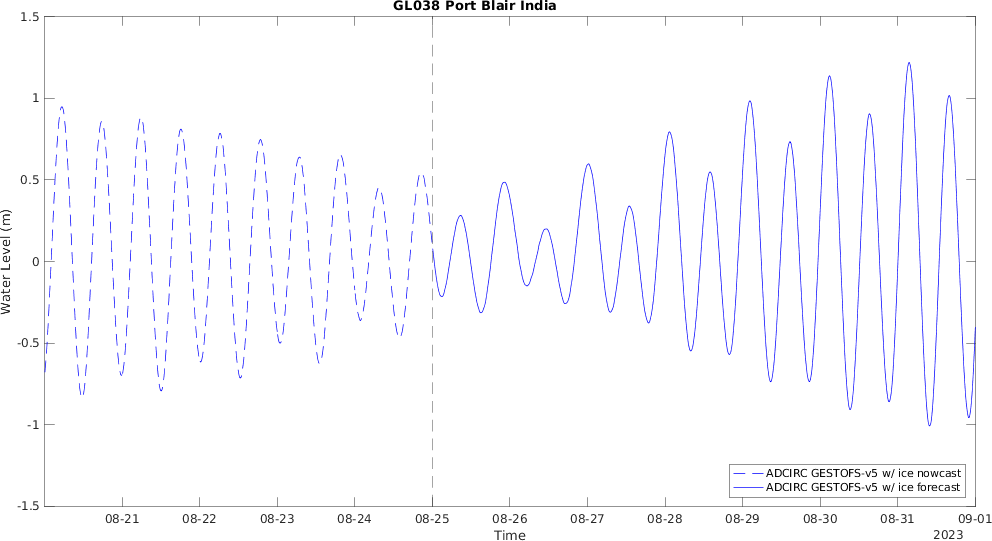 GL038 Port Blair India
1.5
1
0.5
0
-0.5
-1
-1.5
Water Level (m)
ADCIRC GESTOFS-v5 w/ ice nowcast
ADCIRC GESTOFS-v5 w/ ice forecast
08-21 08-22 08-23 08-24 08-25 08-26 08-27 08-28 08-29 08-30 08-31 09-01
Time
2023